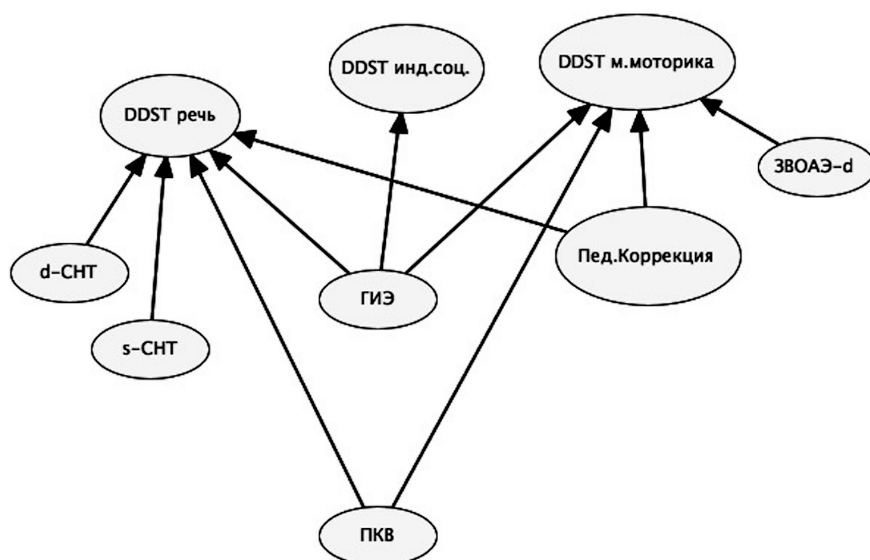 DDST инд.соц.
DDST м.моторика
DDST речь
ЗВОАЭ-d
Пед.Коррекция
d-СНТ
ГИЭ
s-СНТ
ПКВ